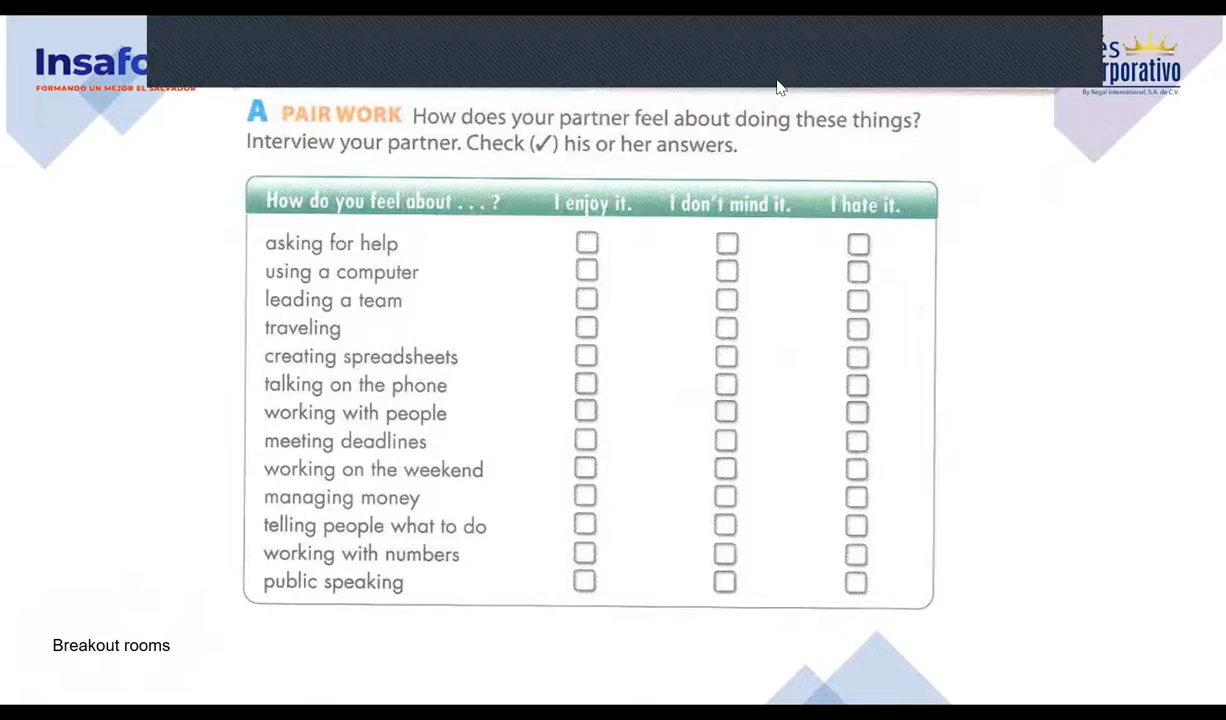 Insafo
FORMANDO UN MEJOR EL SALVADOR
és
rporativo
By Regal International, S.A. de C.V.
A PAIR WORK How does your partner feel about doing these things?
Interview your partner. Check (✓) his or her answers.
How do you feel about . . . ? I enjoy it. I don't mind it. I hate it.
asking for help
using a computer
leading a team
traveling
creating spreadsheets
talking on the phone
working with people
meeting deadlines
working on the weekend
managing money
telling people what to do
working with numbers
public speaking
Breakout rooms